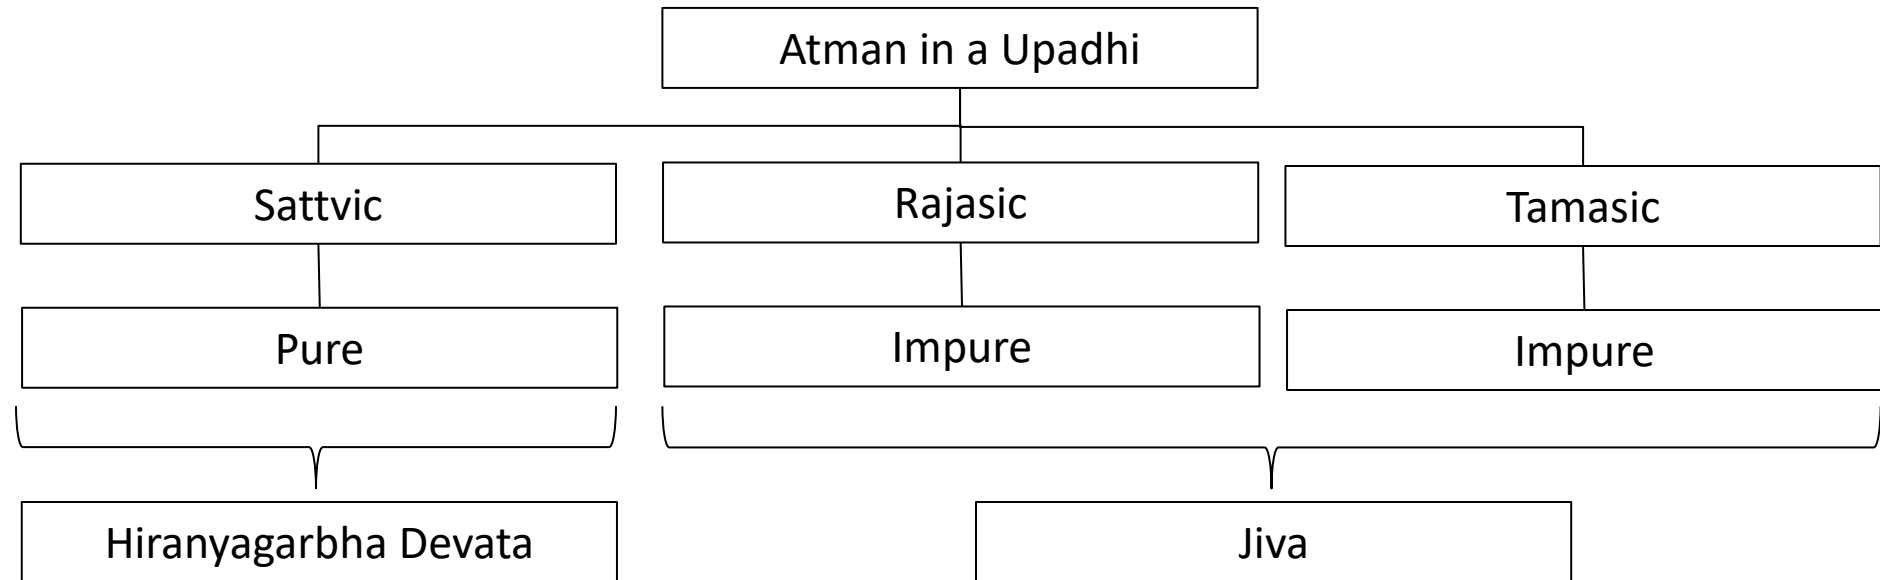 Atman in a Upadhi
Sattvic
Rajasic
Tamasic
Pure
Impure
Impure
Hiranyagarbha Devata
Jiva